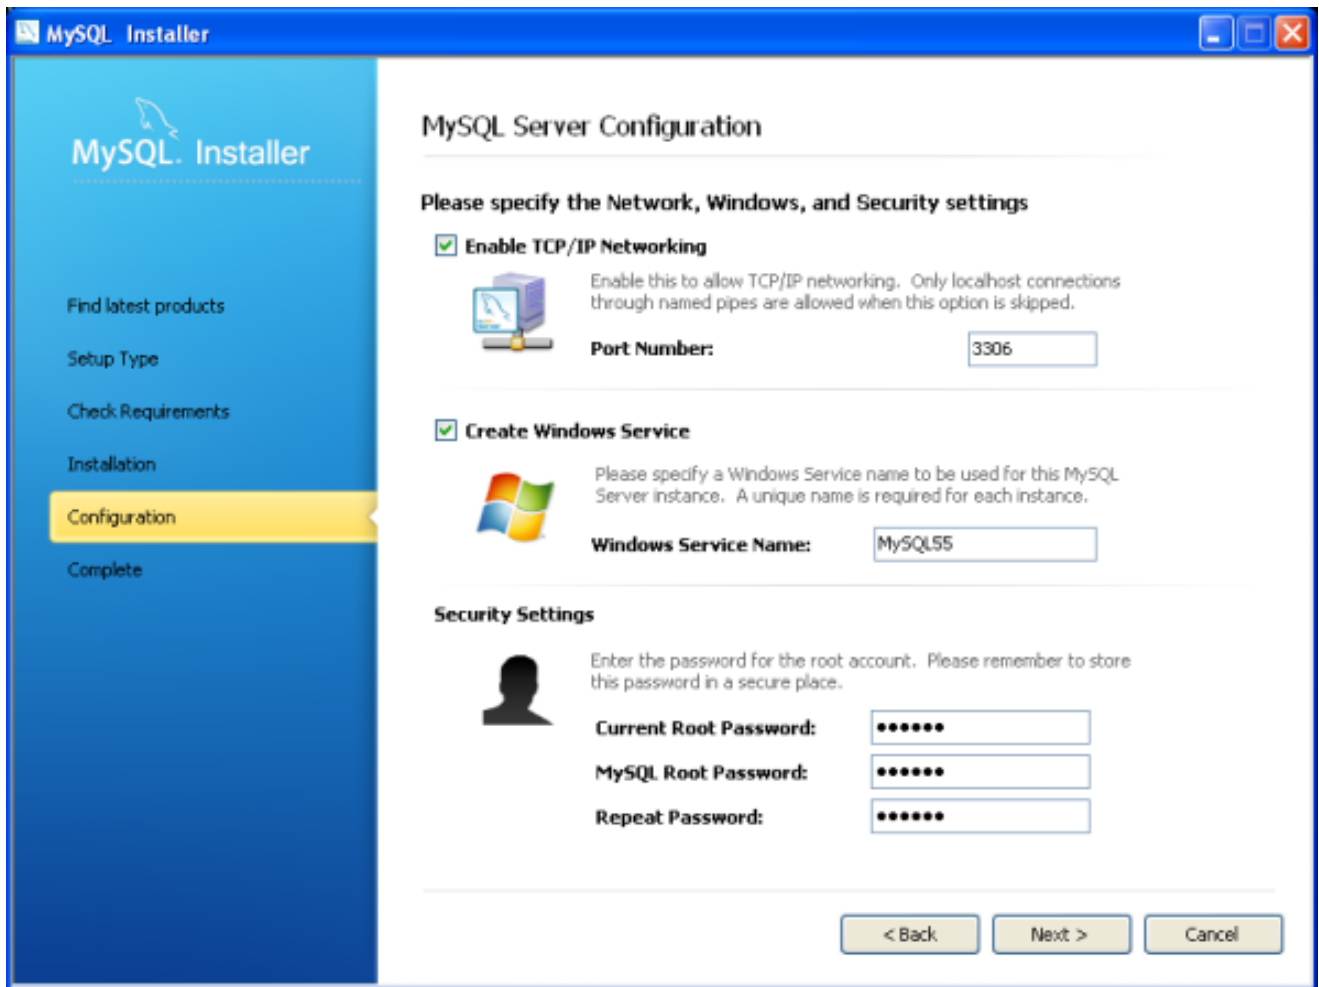 MySQL Installer
MySQL. Installer
Find latest products
Setup Type
Check Requirements
Installation
Configuration
Complete
MySQL Server Configuration
Please specify the Network, Windows, and Security settings
Enable TCP/IP Networking
Enable this to allow TCP/IP networking. Only localhost connections
through named pipes are allowed when this option is skipped.
Port Number: 3306
Create Windows Service
Please specify a Windows Service name to be used for this MySQL
Server instance. A unique name is required for each instance.
Windows Service Name: MySQL55
Security Settings
Enter the password for the root account. Please remember to store
this password in a secure place.
Current Root Password: ••••••
MySQL Root Password: ••••••
Repeat Password: ••••••
< Back Next > Cancel